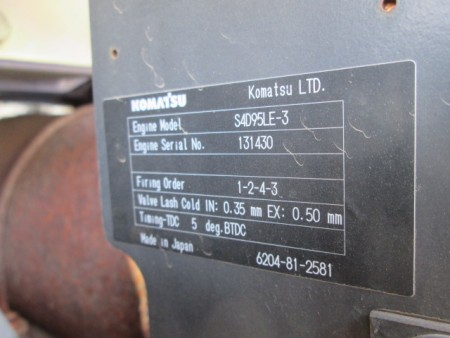 KOMATSU Komatsu LTD.
Engine Model S4D95LE-3
Engine Serial No. 131430
Firing Order 1-2-4-3
Valve Lash Cold IN: 0.35 mm EX: 0.50 mm
Timing-TDC 5 deg.BTDC
Made in Japan 6204-81-2581